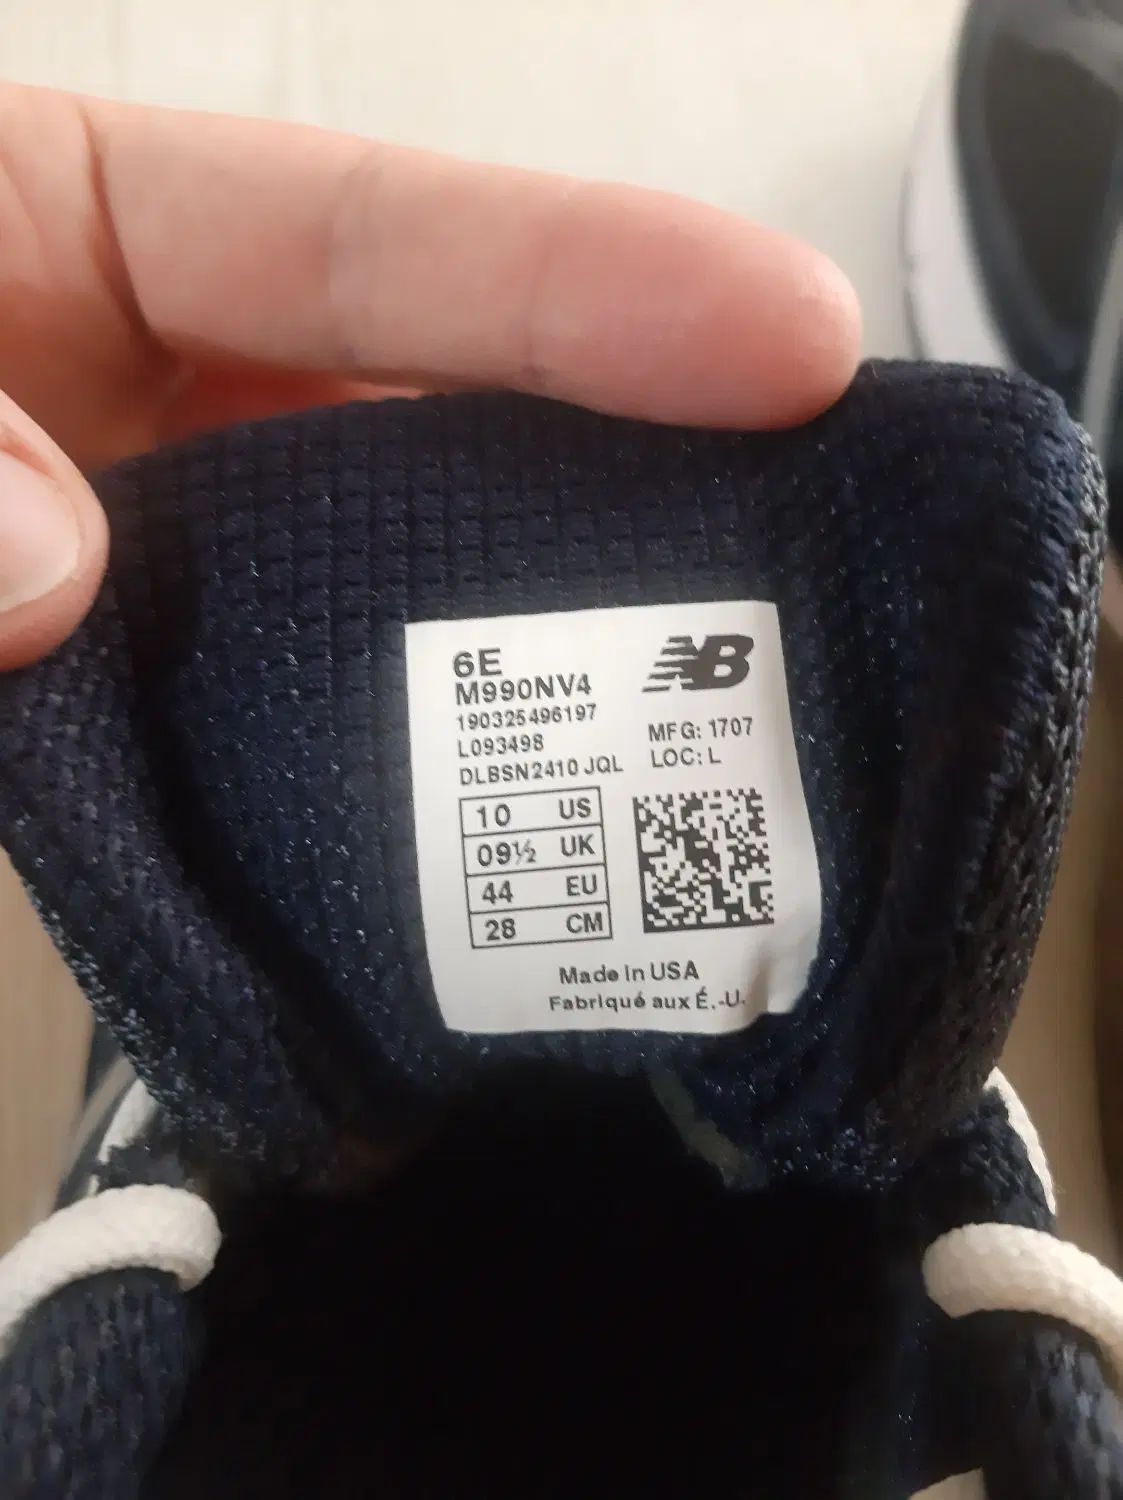 6E
M990NV4
190325496197
L093498
DLBSN2410 JQL
NB
MFG: 1707
LOC: L
10 US
09½ UK
44 EU
28 CM
Made in USA
Fabriqué aux É.-U.